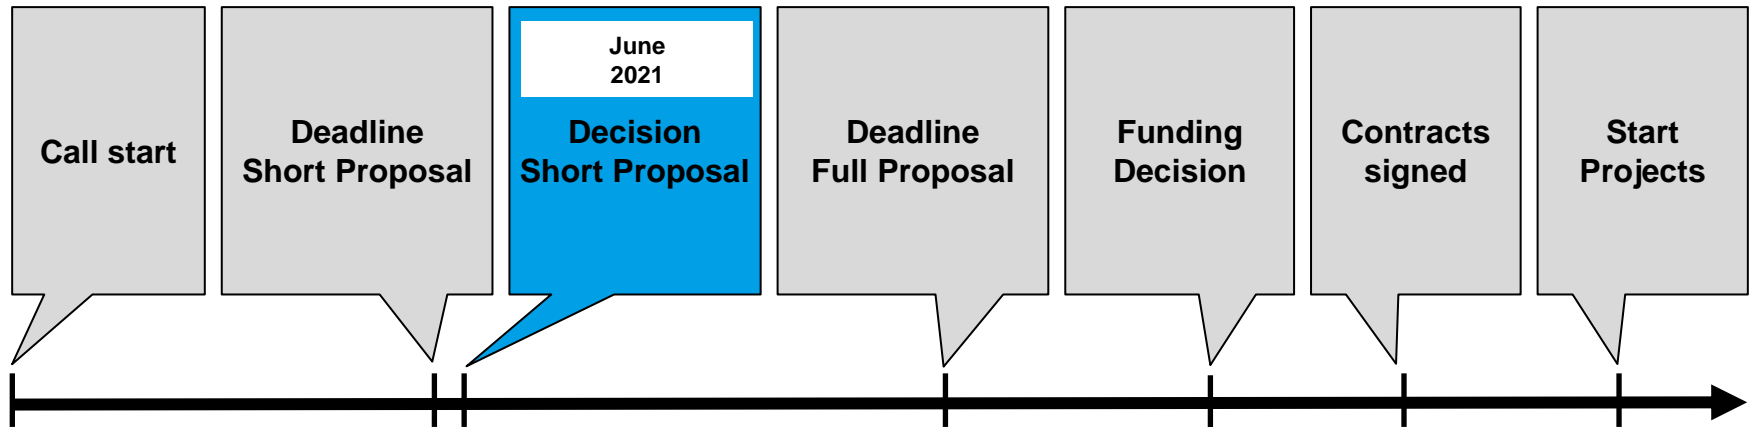 Call start
Deadline
Short Proposal
June
2021
Decision
Short Proposal
Deadline
Full Proposal
Funding
Decision
Contracts
signed
Start
Projects